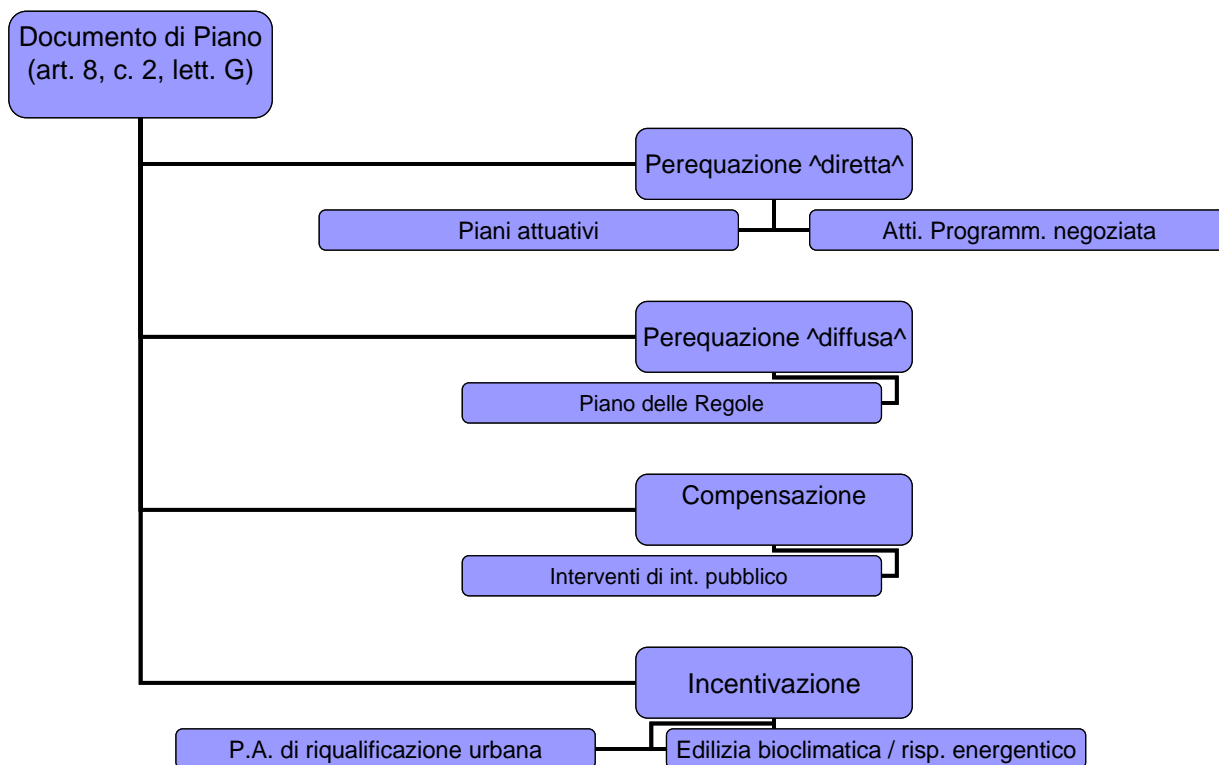 Documento di Piano
(art. 8, c. 2, lett. G)
Perequazione ^diretta^
Piani attuativi
Atti. Programm. negoziata
Perequazione ^diffusa^
Piano delle Regole
Compensazione
Interventi di int. pubblico
Incentivazione
P.A. di riqualificazione urbana
Edilizia bioclimatica / risp. energentico